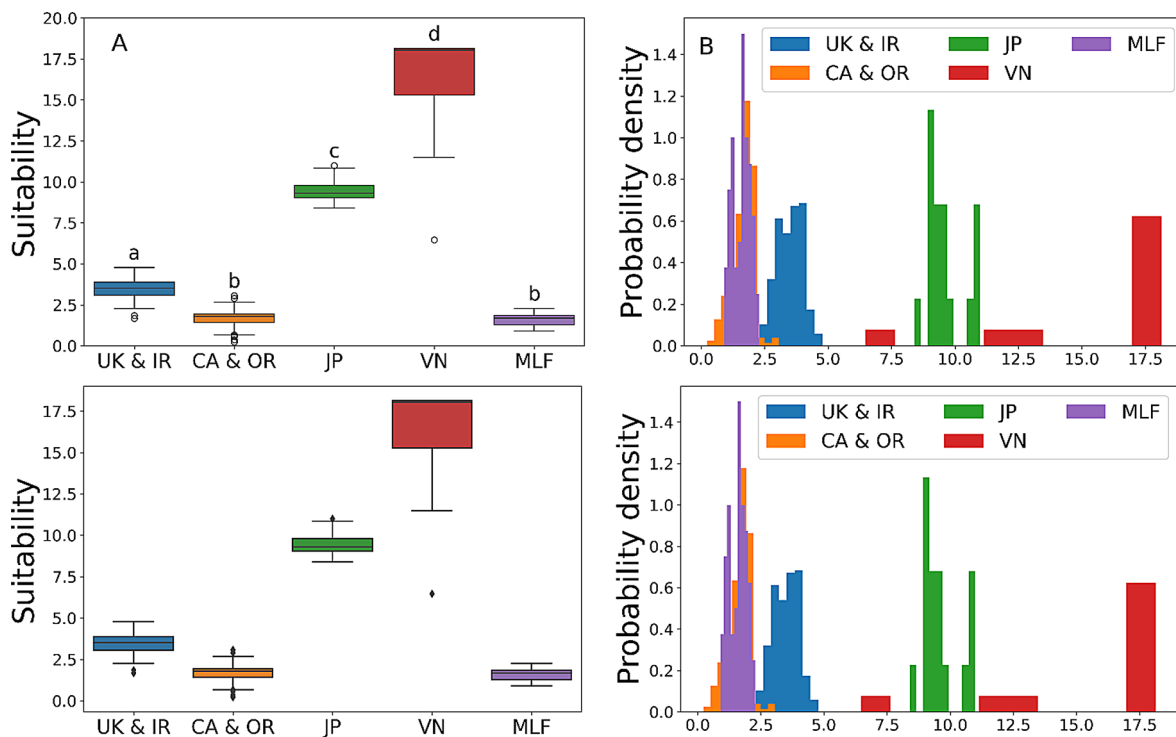 A
Suitability
20.0
17.5
15.0
12.5
10.0
7.5
5.0
2.5
0.0
a
b
c
d
b
UK & IR CA & OR JP VN MLF
B
Probability density
1.4
1.2
1.0
0.8
0.6
0.4
0.2
0.0
UK & IR JP MLF
CA & OR VN
0.0 2.5 5.0 7.5 10.0 12.5 15.0 17.5
Suitability
17.5
15.0
12.5
10.0
7.5
5.0
2.5
0.0
UK & IR CA & OR JP VN MLF
Probability density
1.4
1.2
1.0
0.8
0.6
0.4
0.2
0.0
UK & IR JP MLF
CA & OR VN
0.0 2.5 5.0 7.5 10.0 12.5 15.0 17.5